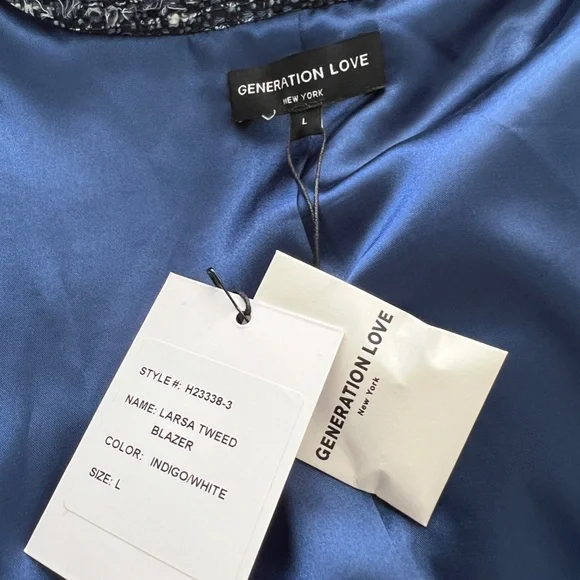 GENERATION LOVE
NEW YORK
L
STYLE #: H23338-3
NAME: LARSA TWEED
BLAZER
COLOR: INDIGO/WHITE
SIZE: L
GENERATION LOVE
New York